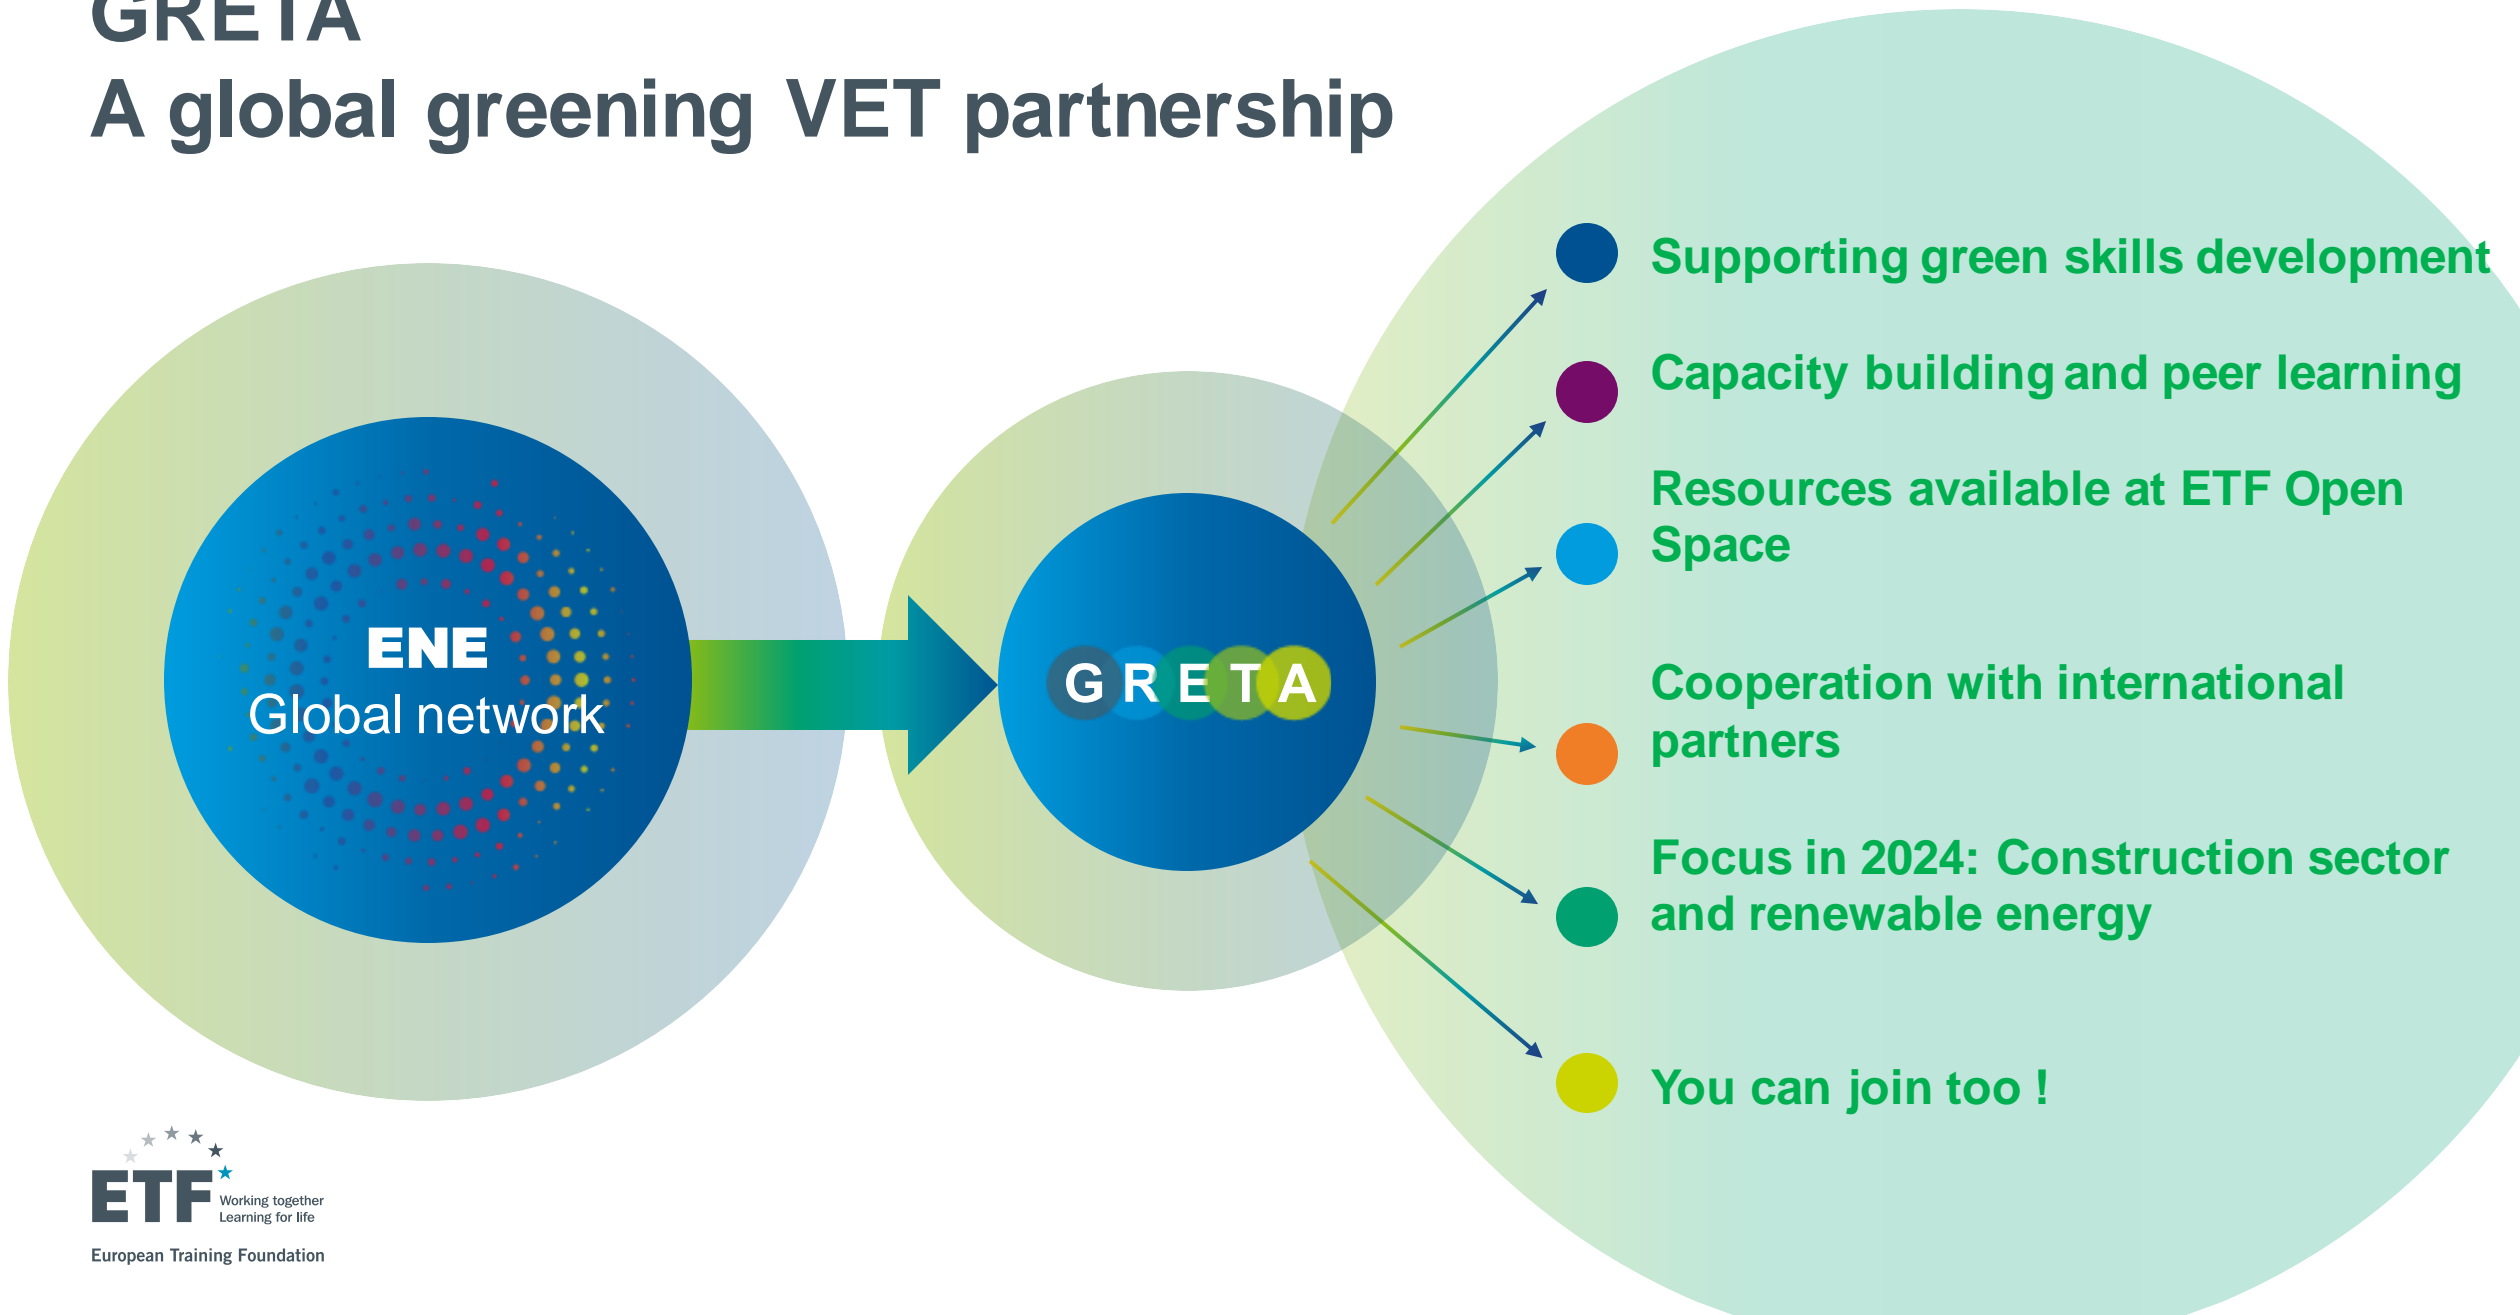 GRETA
A global greening VET partnership
ENE
Global network
GRETA
Supporting green skills development
Capacity building and peer learning
Resources available at ETF Open
Space
Cooperation with international
partners
Focus in 2024: Construction sector
and renewable energy
You can join too !
ETF
Working together
Learning for life
European Training Foundation